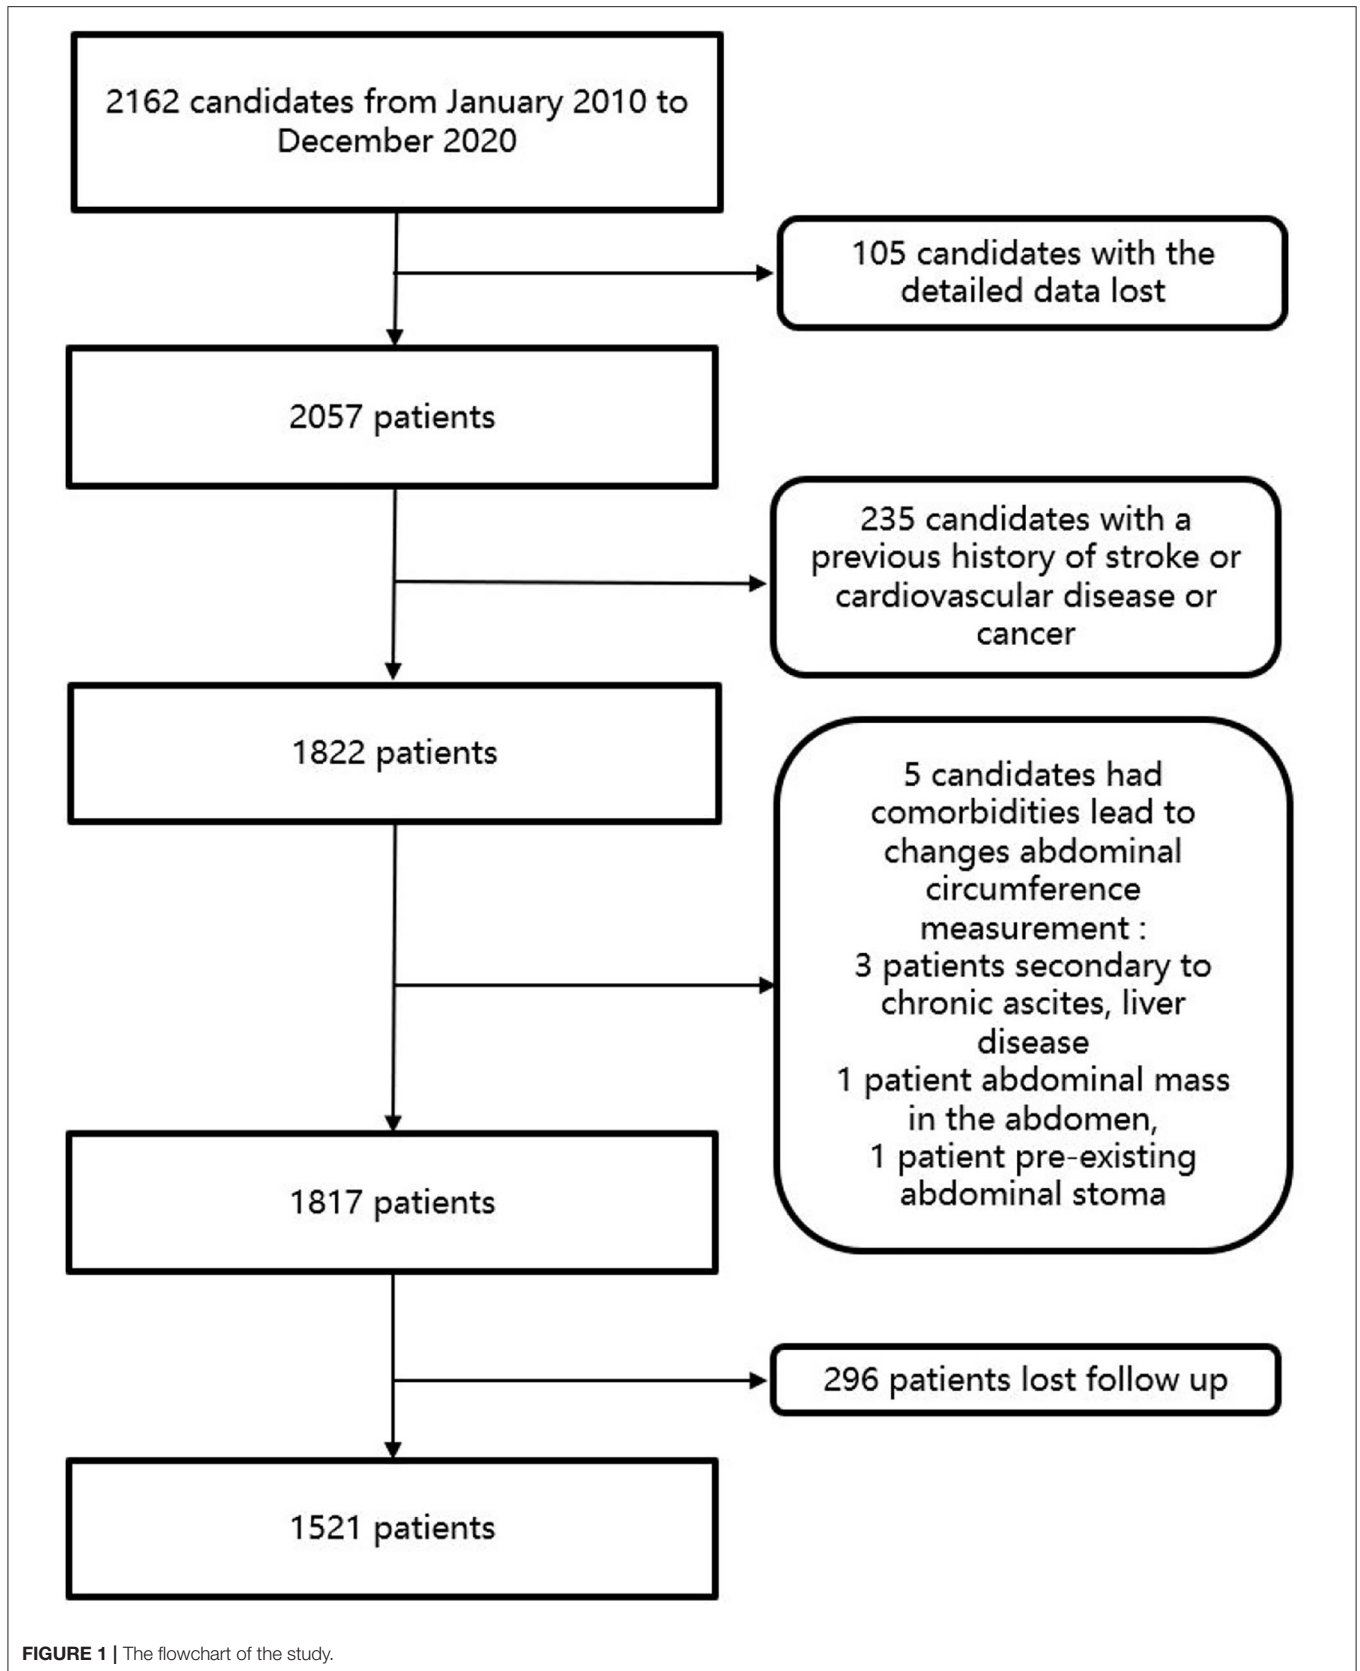 2162 candidates from January 2010 to
December 2020
105 candidates with the
detailed data lost
2057 patients
235 candidates with a
previous history of stroke or
cardiovascular disease or
cancer
1822 patients
5 candidates had
comorbidities lead to
changes abdominal
circumference
measurement :
3 patients secondary to
chronic ascites, liver
disease
1 patient abdominal mass
in the abdomen,
1 patient pre-existing
abdominal stoma
1817 patients
296 patients lost follow up
1521 patients
FIGURE 1 | The flowchart of the study.